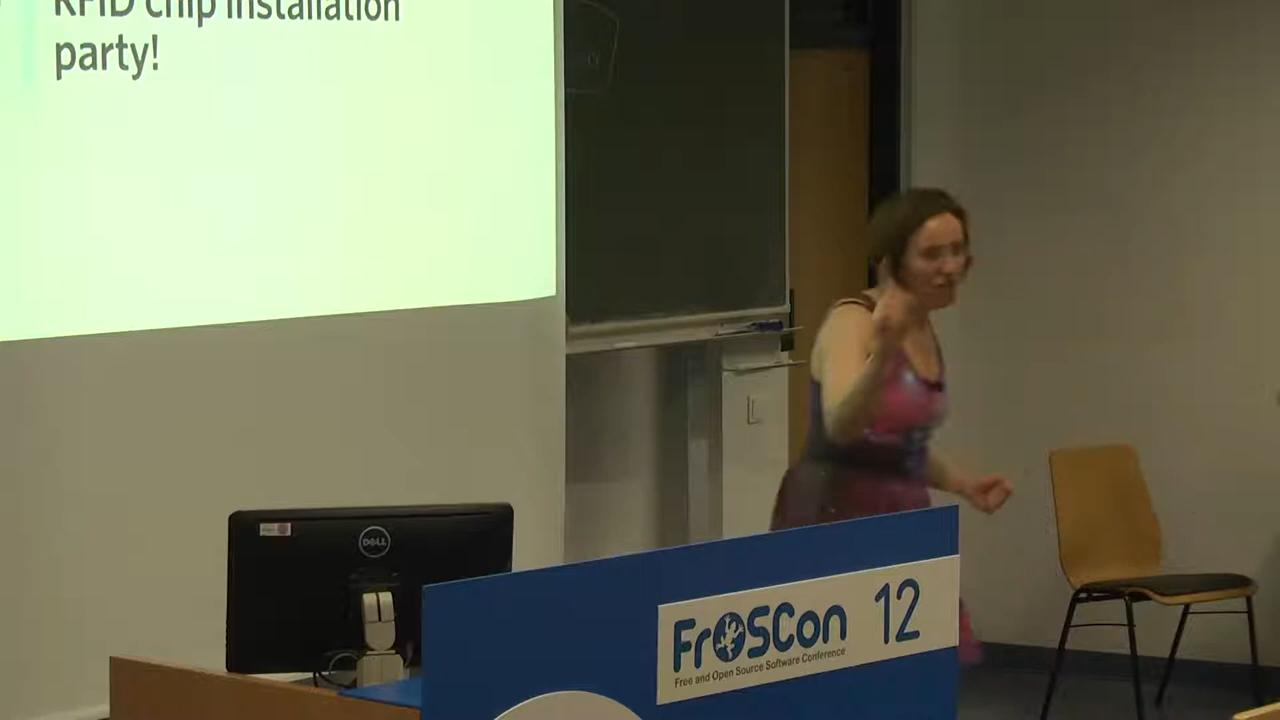 RFID chip installation
party!
DELL
FrOSCon 12
Free and Open Source Software Conference